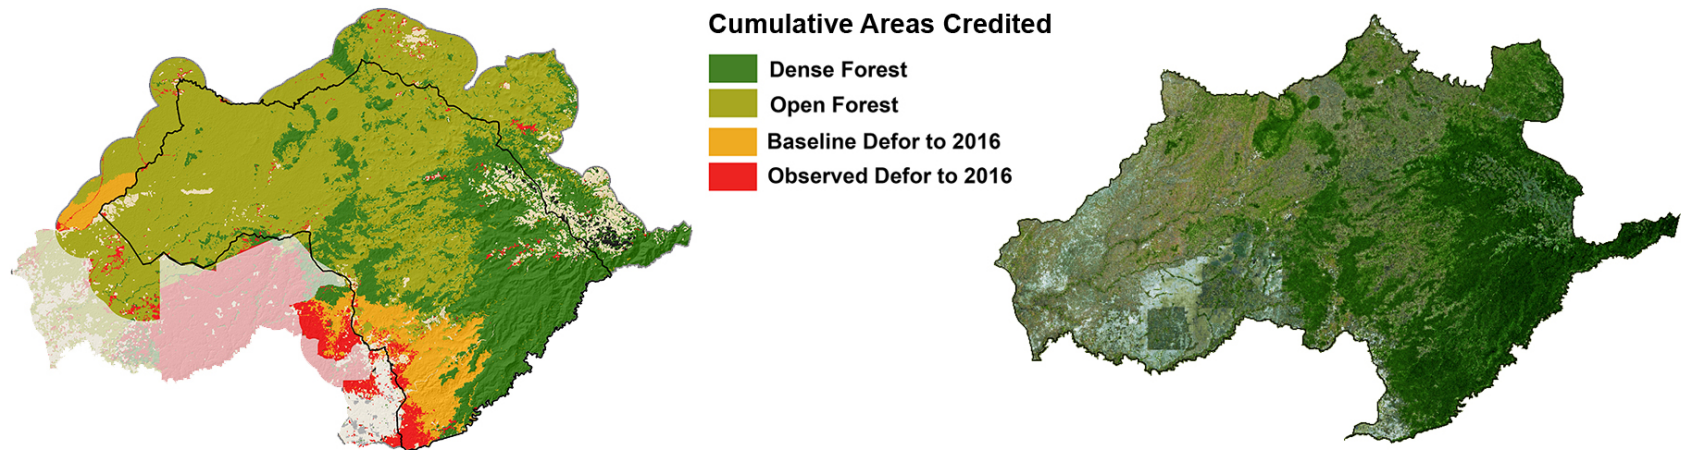 Cumulative Areas Credited
Dense Forest
Open Forest
Baseline Defor to 2016
Observed Defor to 2016